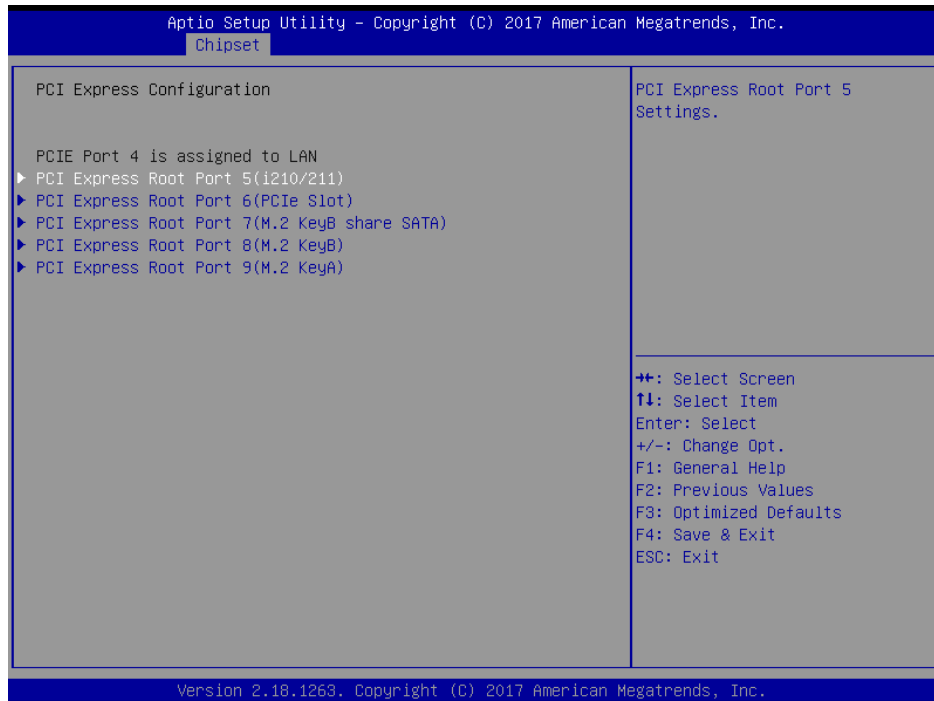 Aptio Setup Utility – Copyright (C) 2017 American Megatrends, Inc.
Chipset
PCI Express Configuration
PCIE Port 4 is assigned to LAN
▶ PCI Express Root Port 5(i210/211)
▶ PCI Express Root Port 6(PCIe Slot)
▶ PCI Express Root Port 7(M.2 KeyB share SATA)
▶ PCI Express Root Port 8(M.2 KeyB)
▶ PCI Express Root Port 9(M.2 KeyA)
PCI Express Root Port 5
Settings.
→←: Select Screen
↑↓: Select Item
Enter: Select
+/-: Change Opt.
F1: General Help
F2: Previous Values
F3: Optimized Defaults
F4: Save & Exit
ESC: Exit
Version 2.18.1263. Copyright (C) 2017 American Megatrends, Inc.